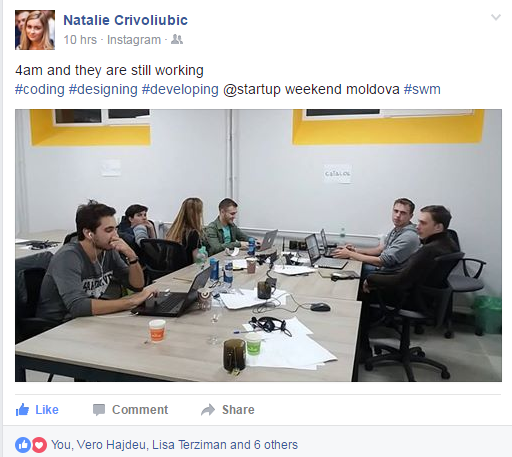 Natalie Crivoliubic
10 hrs · Instagram ·
4am and they are still working
#coding #designing #developing @startup weekend moldova #swm
Like Comment Share
You, Vero Hajdeu, Lisa Terziman and 6 others